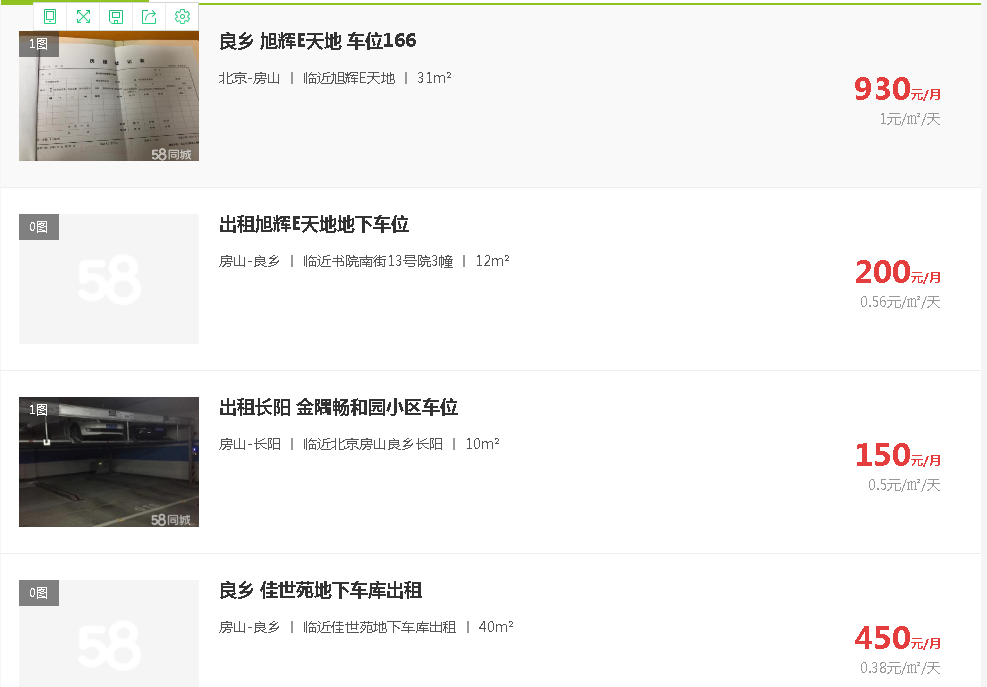 1图
58同城
良乡 旭辉E天地 车位166
北京-房山 | 临近旭辉E天地 | 31m²
930元/月
1元/㎡/天
0图
58
出租旭辉E天地地下车位
房山-良乡 | 临近书院南街13号院3幢 | 12m²
200元/月
0.56元/㎡/天
1图
58同城
出租长阳 金隅畅和园小区车位
房山-长阳 | 临近北京房山良乡长阳 | 10m²
150元/月
0.5元/㎡/天
0图
58
良乡 佳世苑地下车库出租
房山-良乡 | 临近佳世苑地下车库出租 | 40m²
450元/月
0.38元/㎡/天